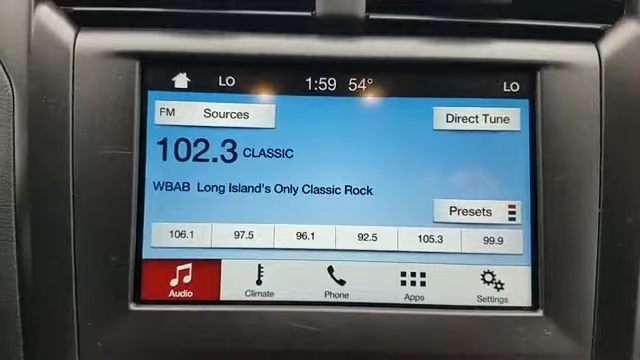 LO 1:59 54° LO
FM Sources Direct Tune
102.3 CLASSIC
WBAB Long Island's Only Classic Rock
Presets
106.1 97.5 96.1 92.5 105.3 99.9
Audio Climate Phone Apps Settings